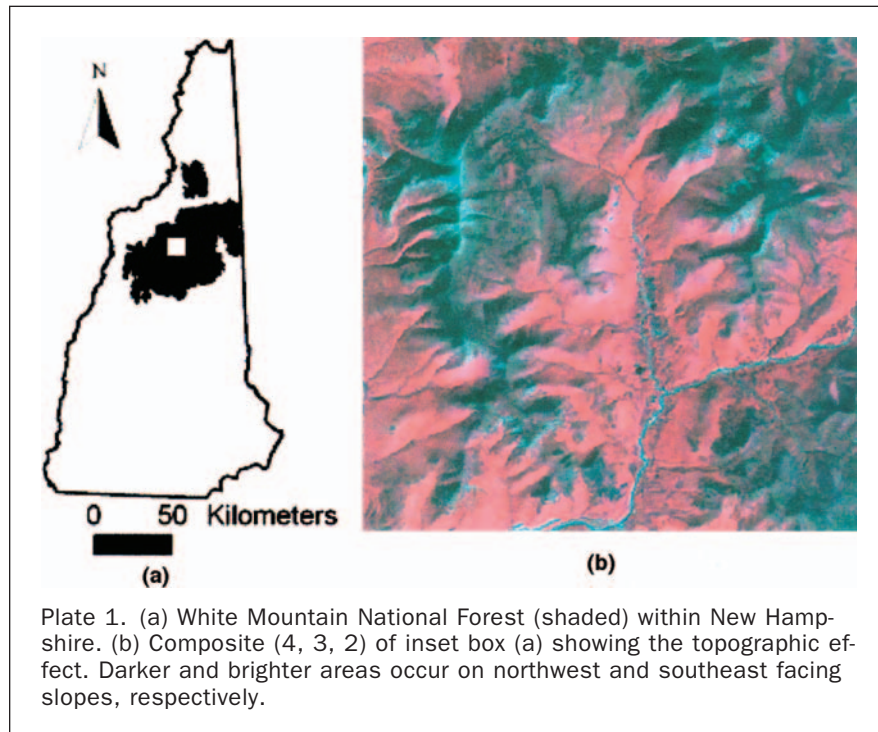 N
0 50 Kilometers
(a)
(b)
Plate 1. (a) White Mountain National Forest (shaded) within New Hamp-
shire. (b) Composite (4, 3, 2) of inset box (a) showing the topographic ef-
fect. Darker and brighter areas occur on northwest and southeast facing
slopes, respectively.